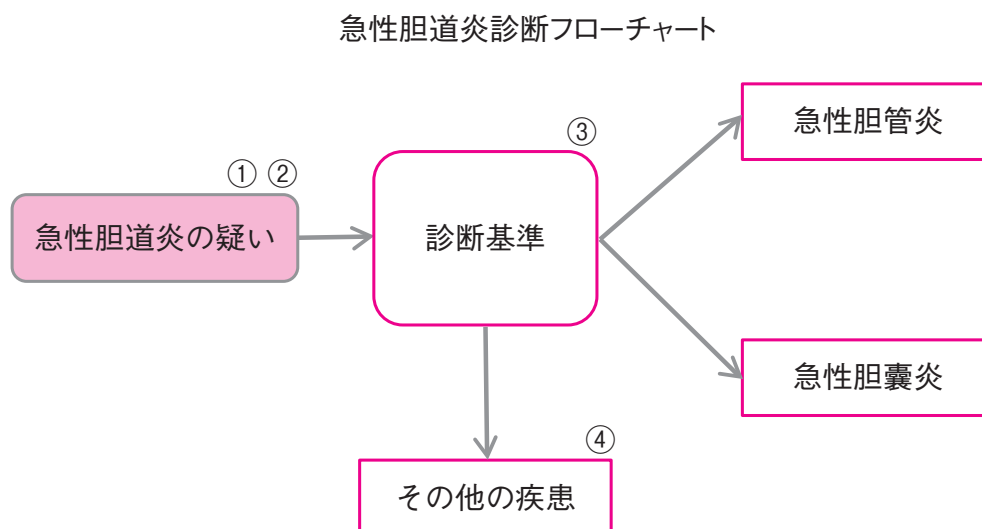 急性胆道炎診断フローチャート
急性胆管炎
③
① ②
急性胆道炎の疑い
診断基準
急性胆囊炎
④
その他の疾患